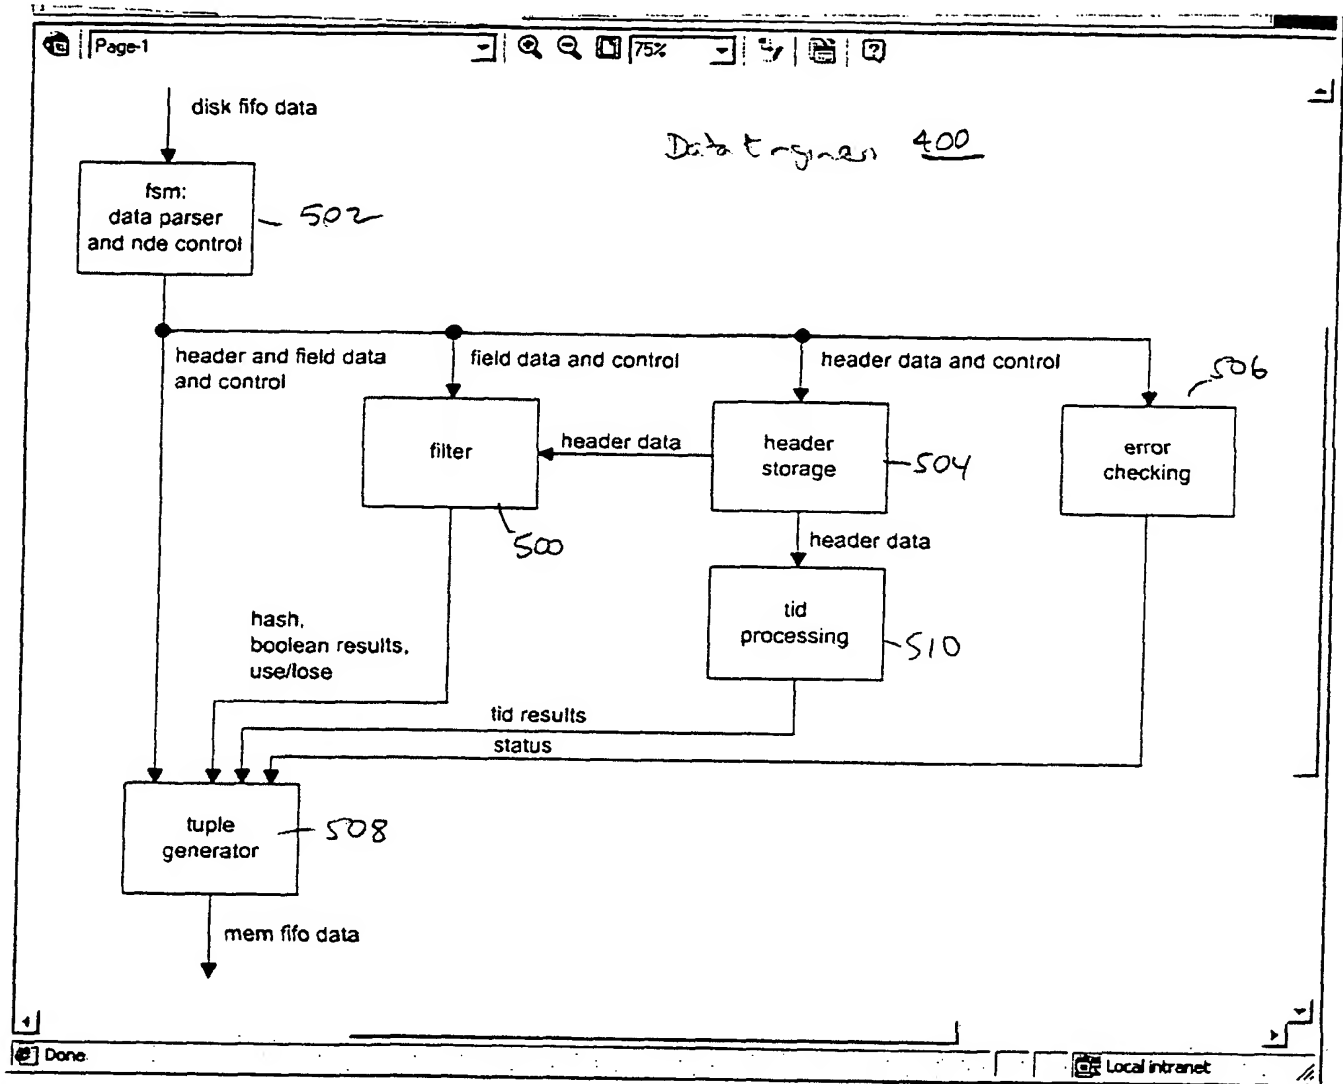 Page-1
75%
disk fifo data
Data Engine 400
fsm:
data parser
and nde control
502
header and field data
and control
field data and control
header data and control
506
filter
header data
header
storage
504
error
checking
500
header data
tid
processing
510
hash,
boolean results,
use/lose
tid results
status
tuple
generator
508
mem fifo data
Done
Local intranet